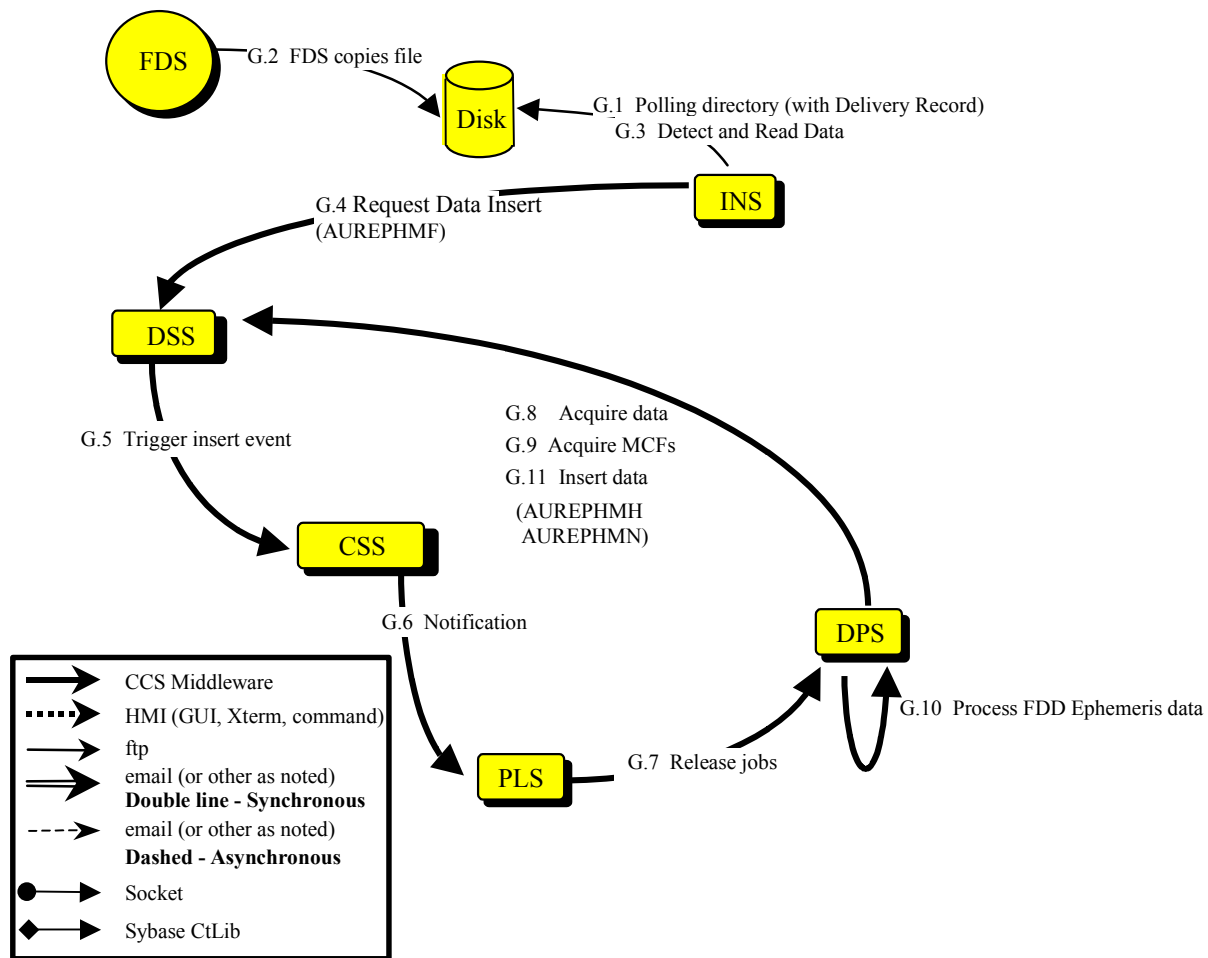 FDS
G.2 FDS copies file
Disk
G.1 Polling directory (with Delivery Record)
G.3 Detect and Read Data
INS
G.4 Request Data Insert
(AUREPHMF)
DSS
G.8 Acquire data
G.9 Acquire MCFs
G.11 Insert data
(AUREPHMH
AUREPHMN)
G.5 Trigger insert event
CSS
G.6 Notification
DPS
G.10 Process FDD Ephemeris data
G.7 Release jobs
PLS
CCS Middleware
HMI (GUI, Xterm, command)
ftp
email (or other as noted)
Double line - Synchronous
email (or other as noted)
Dashed - Asynchronous
Socket
Sybase CtLib